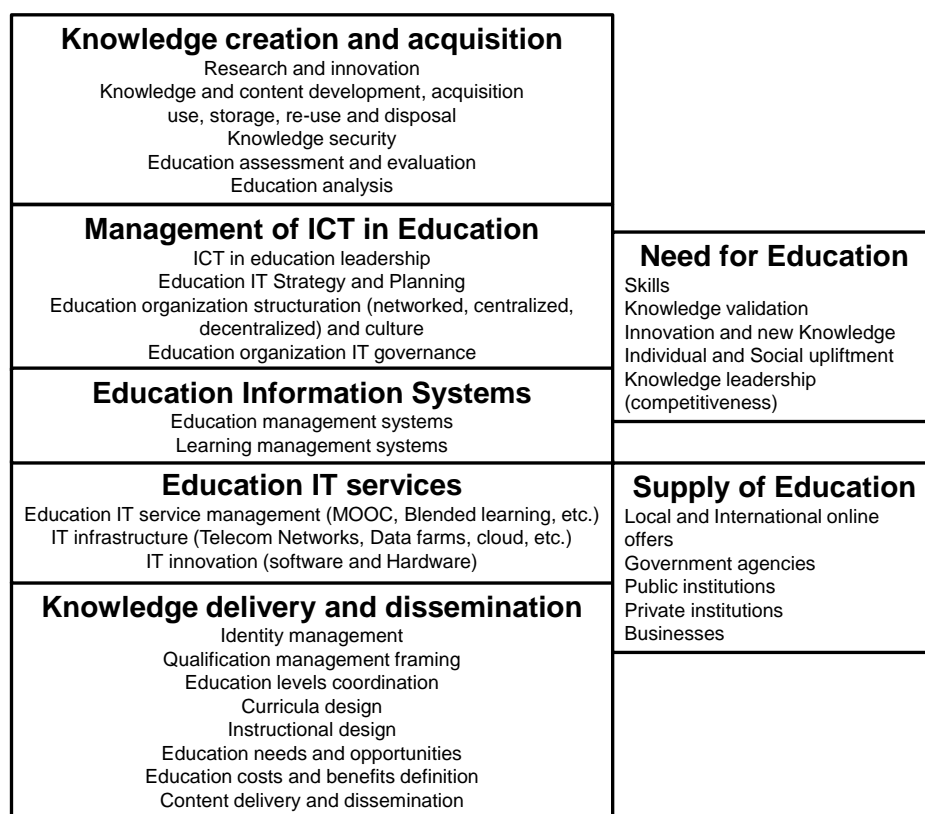 Knowledge creation and acquisition
Research and innovation
Knowledge and content development, acquisition
use, storage, re-use and disposal
Knowledge security
Education assessment and evaluation
Education analysis
Management of ICT in Education
ICT in education leadership
Education IT Strategy and Planning
Education organization structuration (networked, centralized,
decentralized) and culture
Education organization IT governance
Education Information Systems
Education management systems
Learning management systems
Education IT services
Education IT service management (MOOC, Blended learning, etc.)
IT infrastructure (Telecom Networks, Data farms, cloud, etc.)
IT innovation (software and Hardware)
Knowledge delivery and dissemination
Identity management
Qualification management framing
Education levels coordination
Curricula design
Instructional design
Education needs and opportunities
Education costs and benefits definition
Content delivery and dissemination
Need for Education
Skills
Knowledge validation
Innovation and new Knowledge
Individual and Social upliftment
Knowledge leadership
(competitiveness)
Supply of Education
Local and International online
offers
Government agencies
Public institutions
Private institutions
Businesses